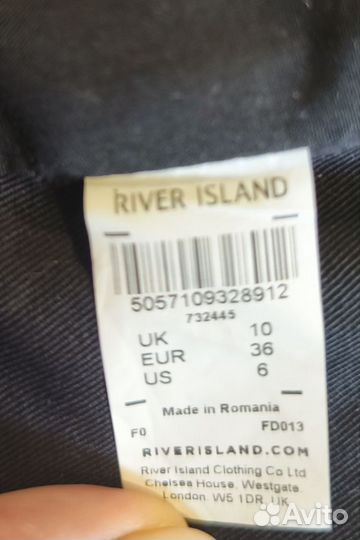 RIVER ISLAND
5057109328912
732445
UK 10
EUR 36
US 6
Made in Romania
F0 FD013
RIVERISLAND.COM
River Island Clothing Co Ltd
Chelsea House, Westgate,
London. W5 1DR, UK
Avito